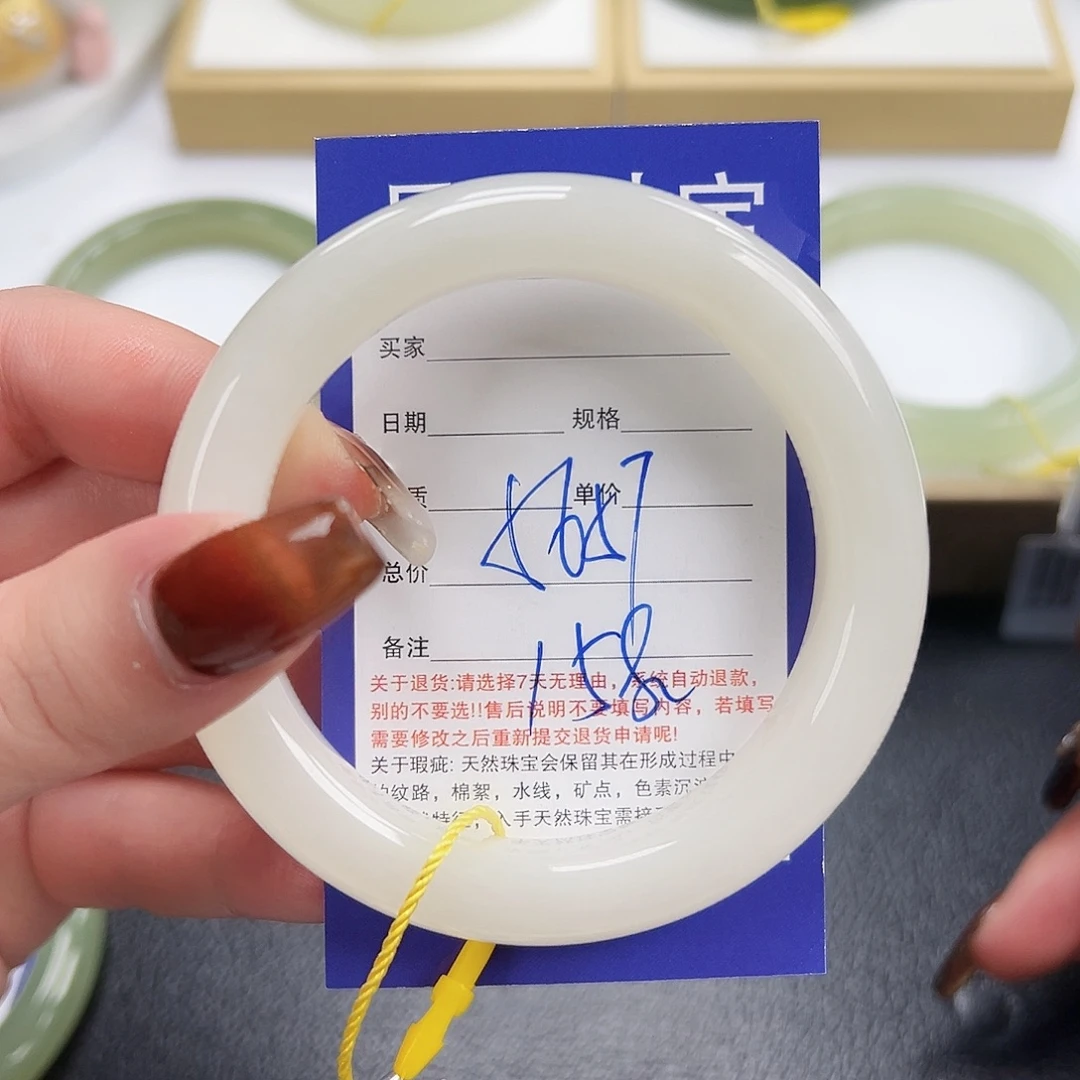 宝
买家
日期 规格
质 单价
总价
158
备注
关于退货:请选择7天无理由，系统自动退款，
别的不要选!!售后说明不要填写内容，若填写
需要修改之后重新提交退货申请呢!
关于瑕疵: 天然珠宝会保留其在形成过程中
纹路，棉絮，水线，矿点，色素沉
入手天然珠宝需